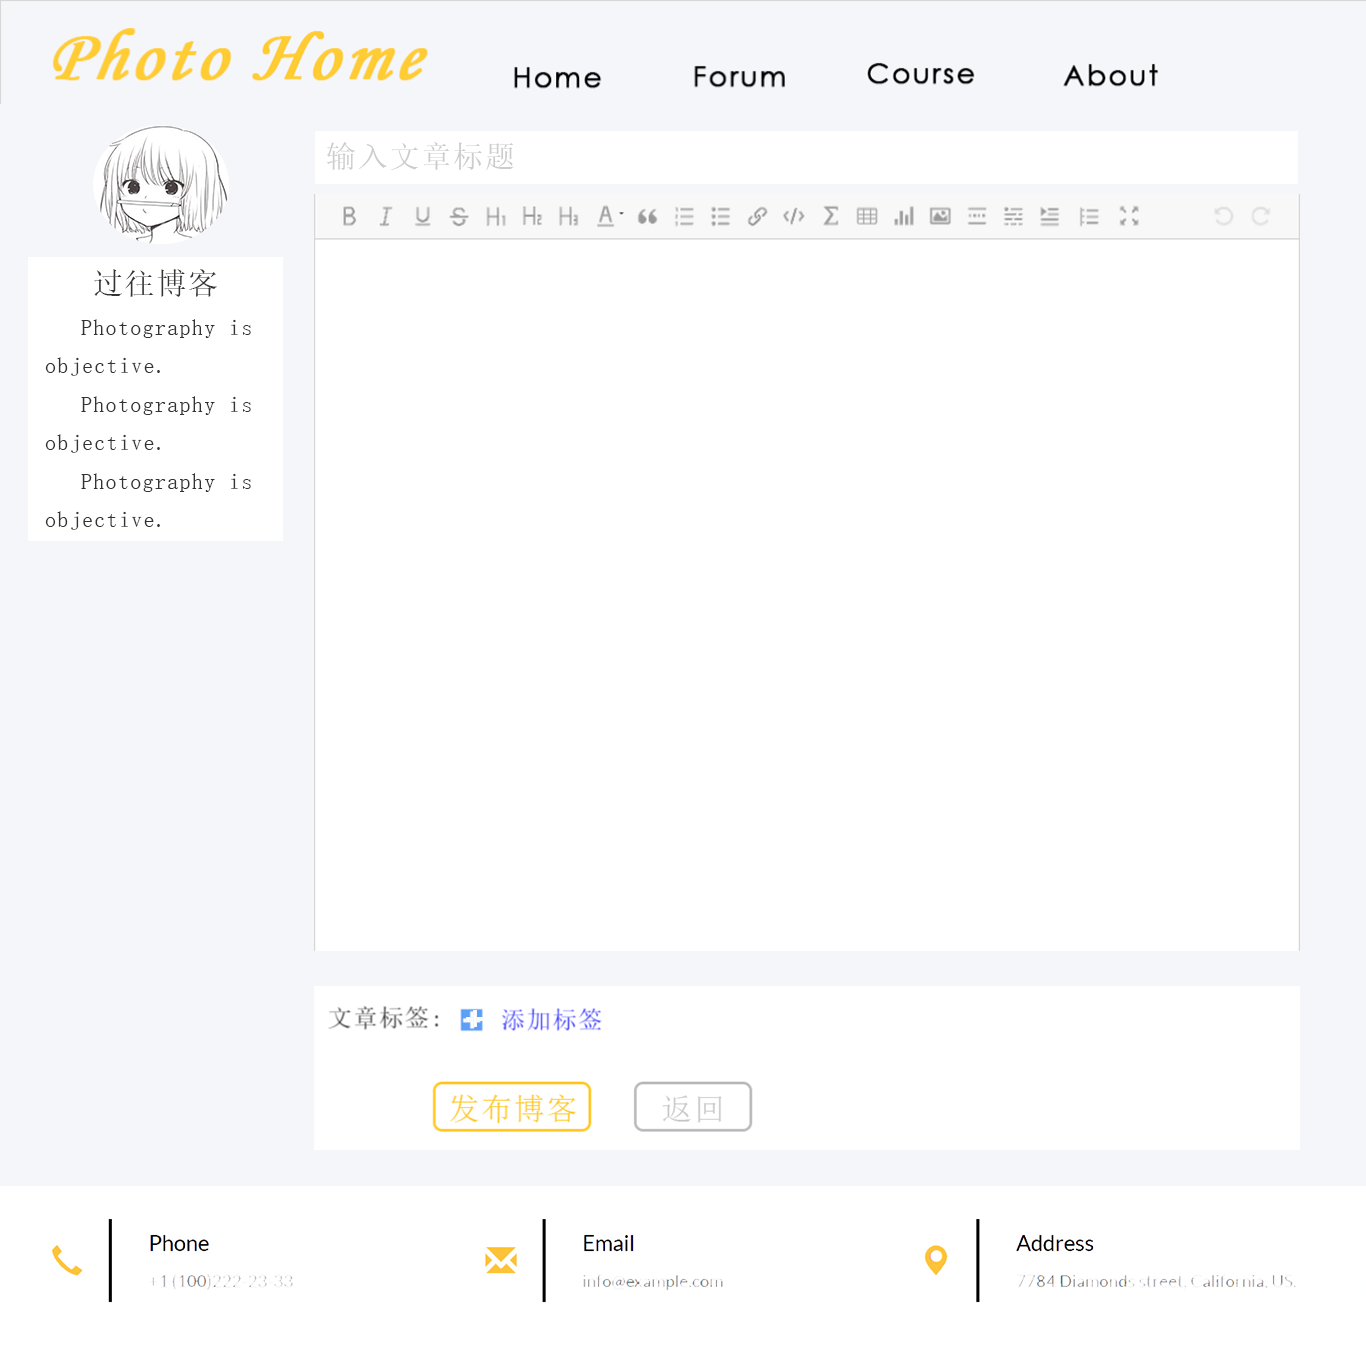 Photo Home
Home Forum Course About
输入文章标题
B I U S H1 H2 H3 A
过往博客
Photography is
objective.
Photography is
objective.
Photography is
objective.
文章标签: 添加标签
发布博客 返回
Phone
+1 (100)222-23-33
Email
info@example.com
Address
7784 Diamonds street, California, US.